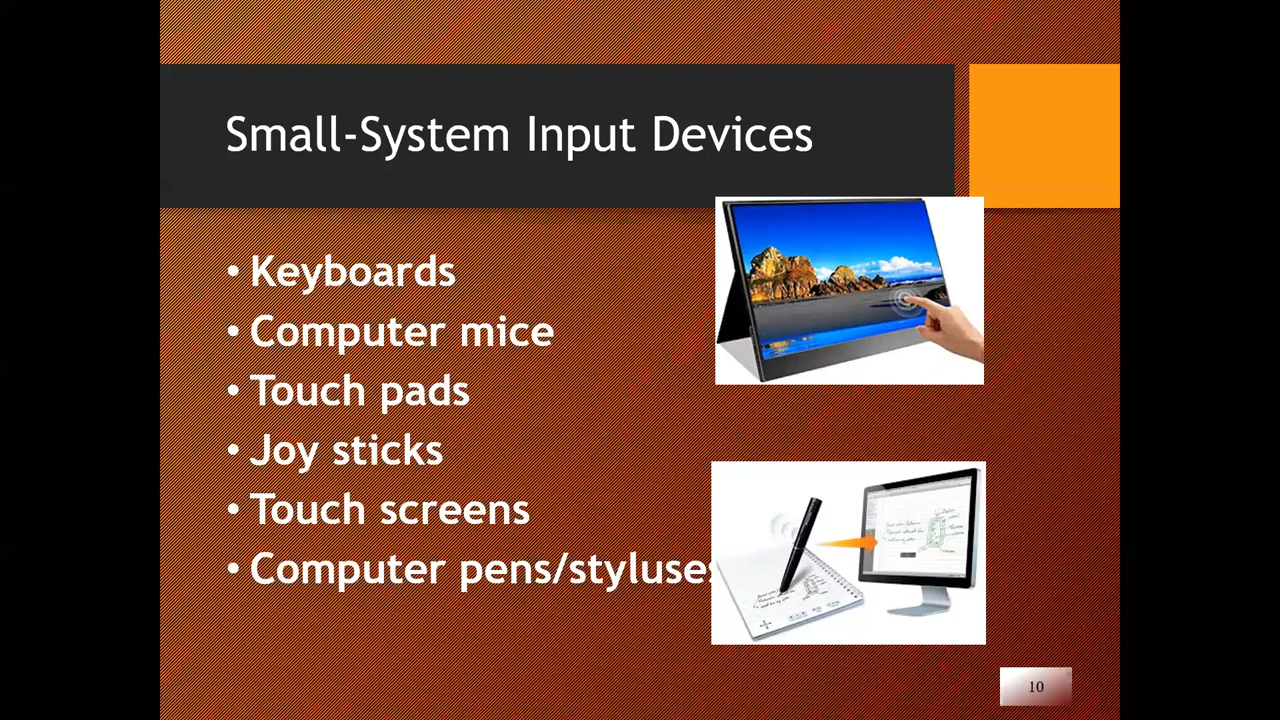 Small-System Input Devices
• Keyboards
• Computer mice
• Touch pads
• Joy sticks
• Touch screens
• Computer pens/styluses
10